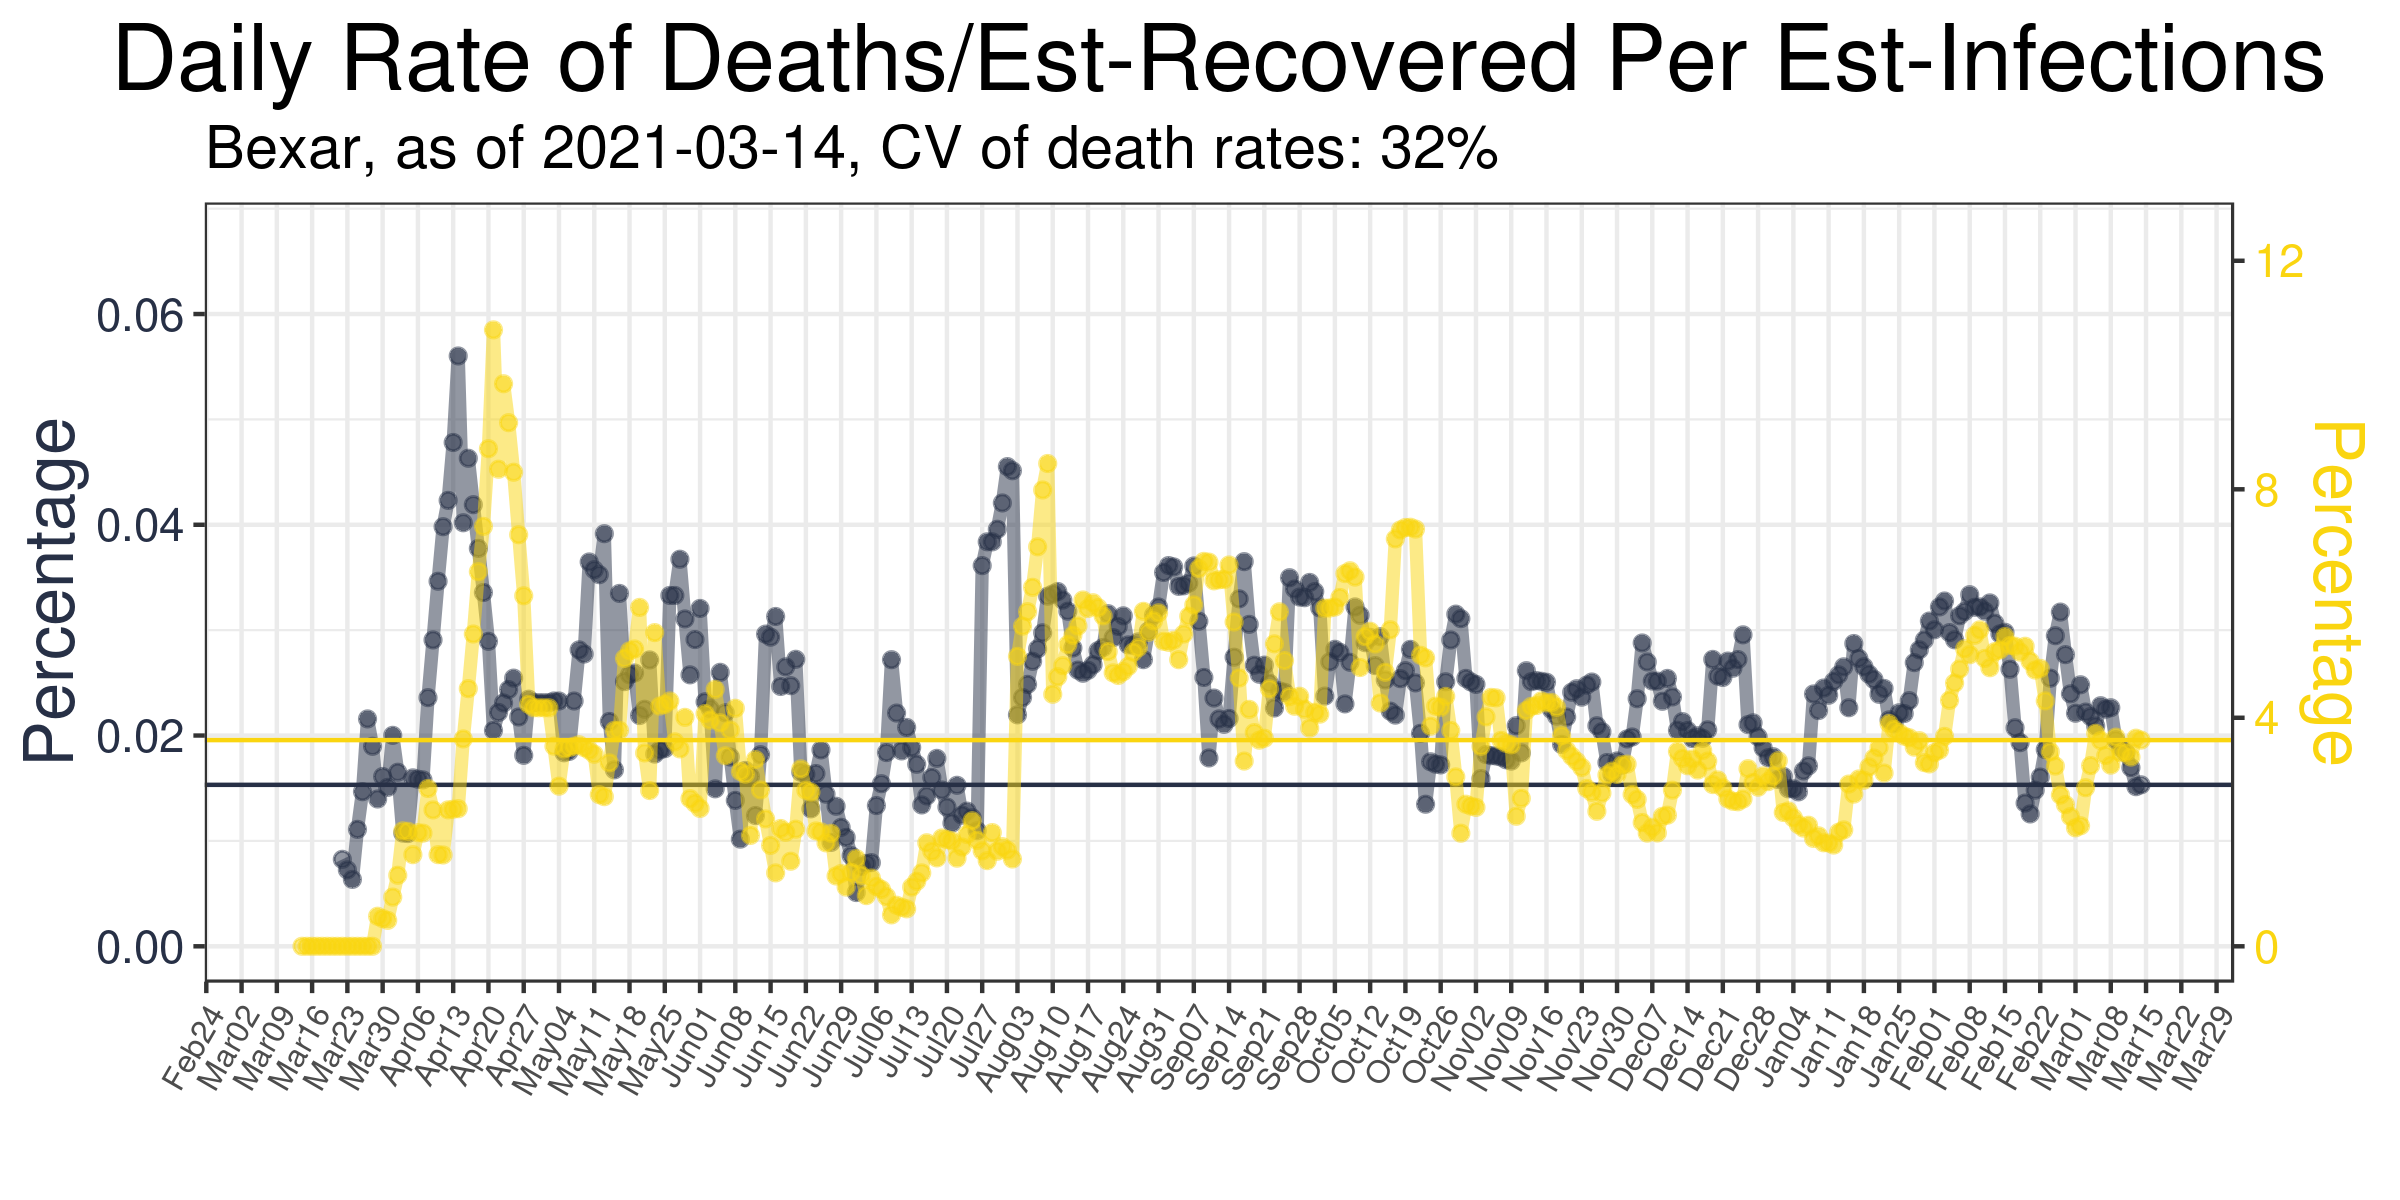 Daily Rate of Deaths/Est-Recovered Per Est-Infections
Bexar, as of 2021-03-14, CV of death rates: 32%
Percentage
0.06
0.04
0.02
0.00
12
8
4
0
Percentage
Feb24
Mar02
Mar09
Mar16
Mar23
Mar30
Apr06
Apr13
Apr20
Apr27
May04
May11
May18
May25
Jun01
Jun08
Jun15
Jun22
Jun29
Jul06
Jul13
Jul20
Jul27
Aug03
Aug10
Aug17
Aug24
Aug31
Sep07
Sep14
Sep21
Sep28
Oct05
Oct12
Oct19
Oct26
Nov02
Nov09
Nov16
Nov23
Nov30
Dec07
Dec14
Dec21
Dec28
Jan04
Jan11
Jan18
Jan25
Feb01
Feb08
Feb15
Feb22
Mar01
Mar08
Mar15
Mar22
Mar29